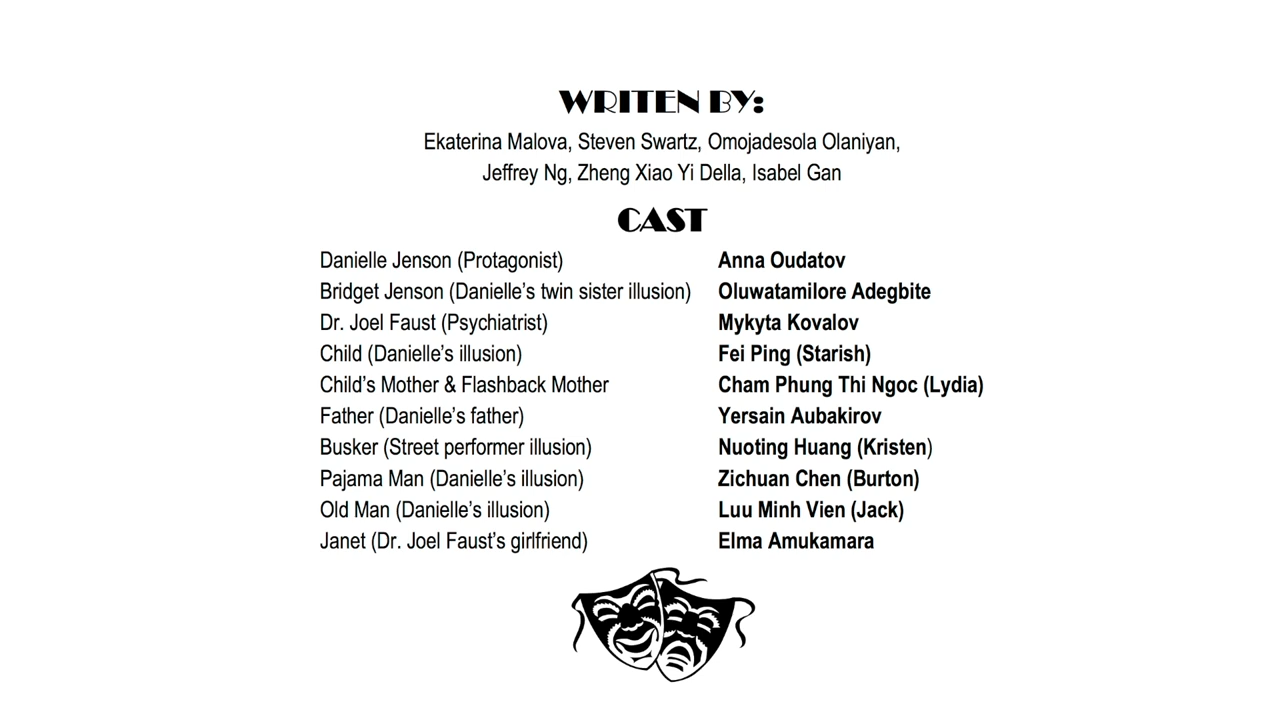 WRITEN BY:
Ekaterina Malova, Steven Swartz, Omojadesola Olaniyan,
Jeffrey Ng, Zheng Xiao Yi Della, Isabel Gan
CAST
Danielle Jenson (Protagonist) Anna Oudatov
Bridget Jenson (Danielle’s twin sister illusion) Oluwatamilore Adegbite
Dr. Joel Faust (Psychiatrist) Mykyta Kovalov
Child (Danielle’s illusion) Fei Ping (Starish)
Child’s Mother & Flashback Mother Cham Phung Thi Ngoc (Lydia)
Father (Danielle’s father) Yersain Aubakirov
Busker (Street performer illusion) Nuoting Huang (Kristen)
Pajama Man (Danielle’s illusion) Zichuan Chen (Burton)
Old Man (Danielle’s illusion) Luu Minh Vien (Jack)
Janet (Dr. Joel Faust’s girlfriend) Elma Amukamara